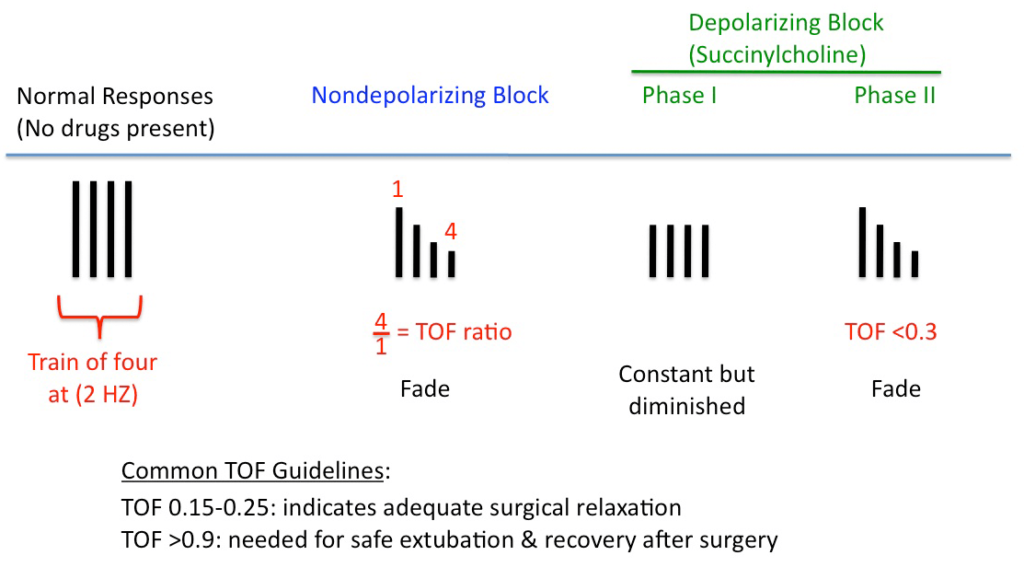 Depolarizing Block
(Succinylcholine)
Normal Responses
(No drugs present)
Nondepolarizing Block
Phase I
Phase II
1
4
4
1
= TOF ratio
TOF <0.3
Train of four
at (2 HZ)
Fade
Constant but
diminished
Fade
Common TOF Guidelines:
TOF 0.15-0.25: indicates adequate surgical relaxation
TOF >0.9: needed for safe extubation & recovery after surgery